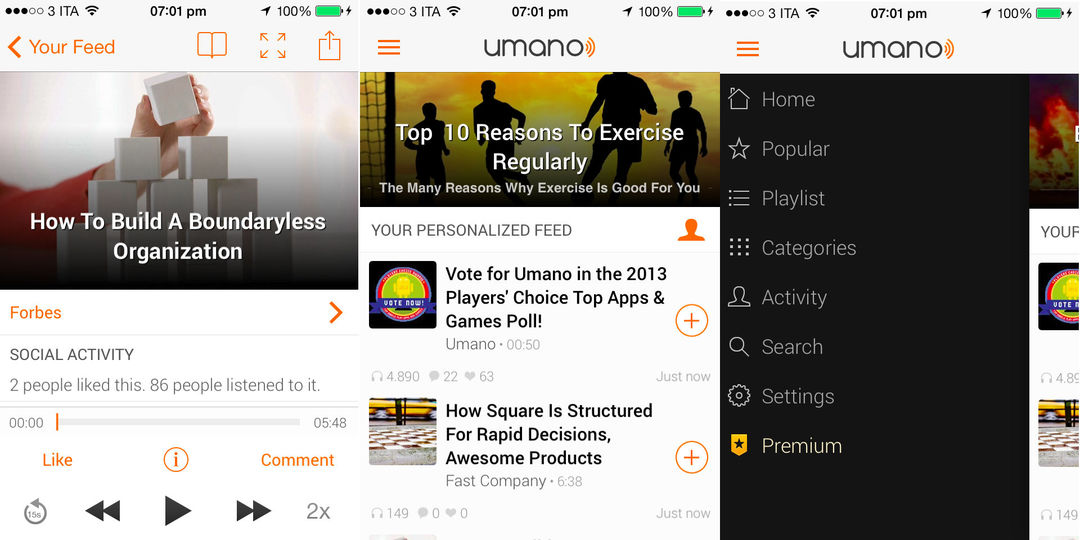 3 ITA 07:01 pm 100%
Your Feed
How To Build A Boundaryless
Organization
Forbes
SOCIAL ACTIVITY
2 people liked this. 86 people listened to it.
00:00 05:48
Like i Comment
15s 2x
3 ITA 07:01 pm 100%
umano
Top 10 Reasons To Exercise
Regularly
The Many Reasons Why Exercise Is Good For You
YOUR PERSONALIZED FEED
VOTE NOW!
Vote for Umano in the 2013
Players' Choice Top Apps &
Games Poll!
Umano · 00:50
4.890 22 63 Just now
How Square Is Structured
For Rapid Decisions,
Awesome Products
Fast Company · 6:38
149 0 0 Just now
3 ITA 07:01 pm 100%
umano
Home
Popular
Playlist
Categories
Activity
Search
Settings
Premium
YOUR
4.89
149